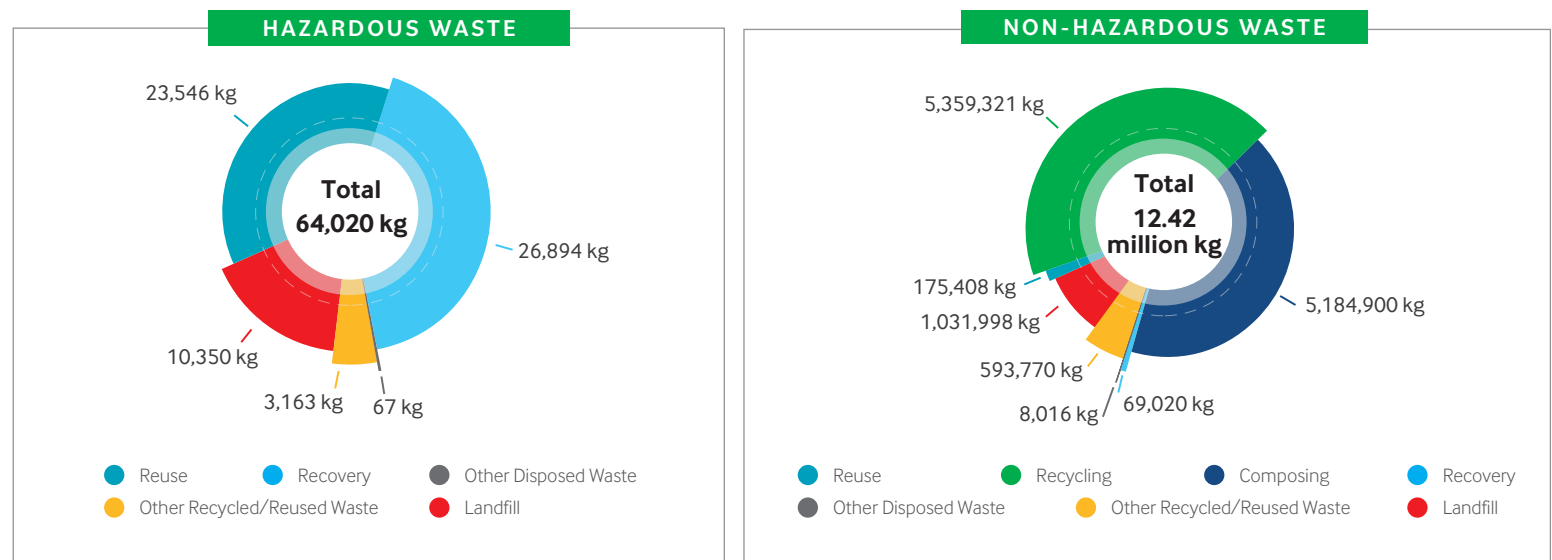 HAZARDOUS WASTE
23,546 kg
Total
64,020 kg
26,894 kg
10,350 kg
3,163 kg
67 kg
Reuse
Recovery
Other Disposed Waste
Other Recycled/Reused Waste
Landfill
NON-HAZARDOUS WASTE
5,359,321 kg
Total
12.42
million kg
175,408 kg
5,184,900 kg
1,031,998 kg
593,770 kg
8,016 kg
69,020 kg
Reuse
Recycling
Composing
Recovery
Other Disposed Waste
Other Recycled/Reused Waste
Landfill